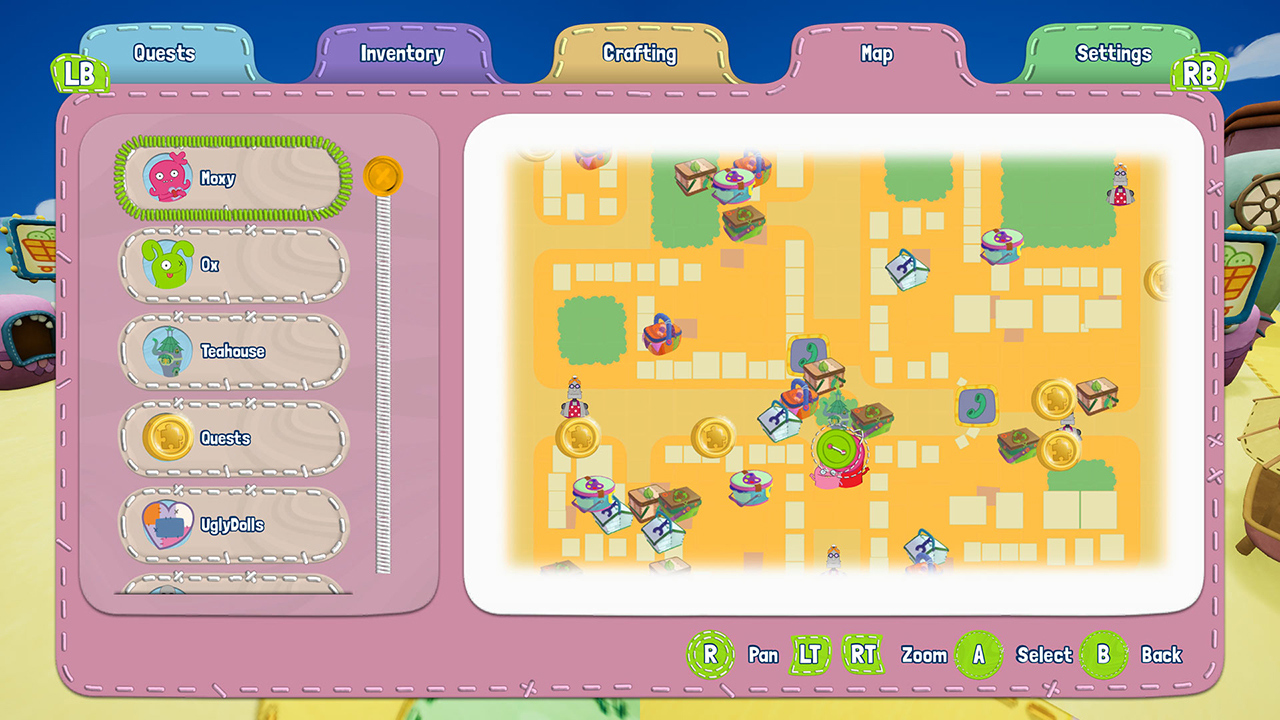 Quests
Inventory
Crafting
Map
Settings
LB
RB
Moxy
Ox
Teahouse
Quests
UglyDolls
R Pan LT RT Zoom A Select B Back